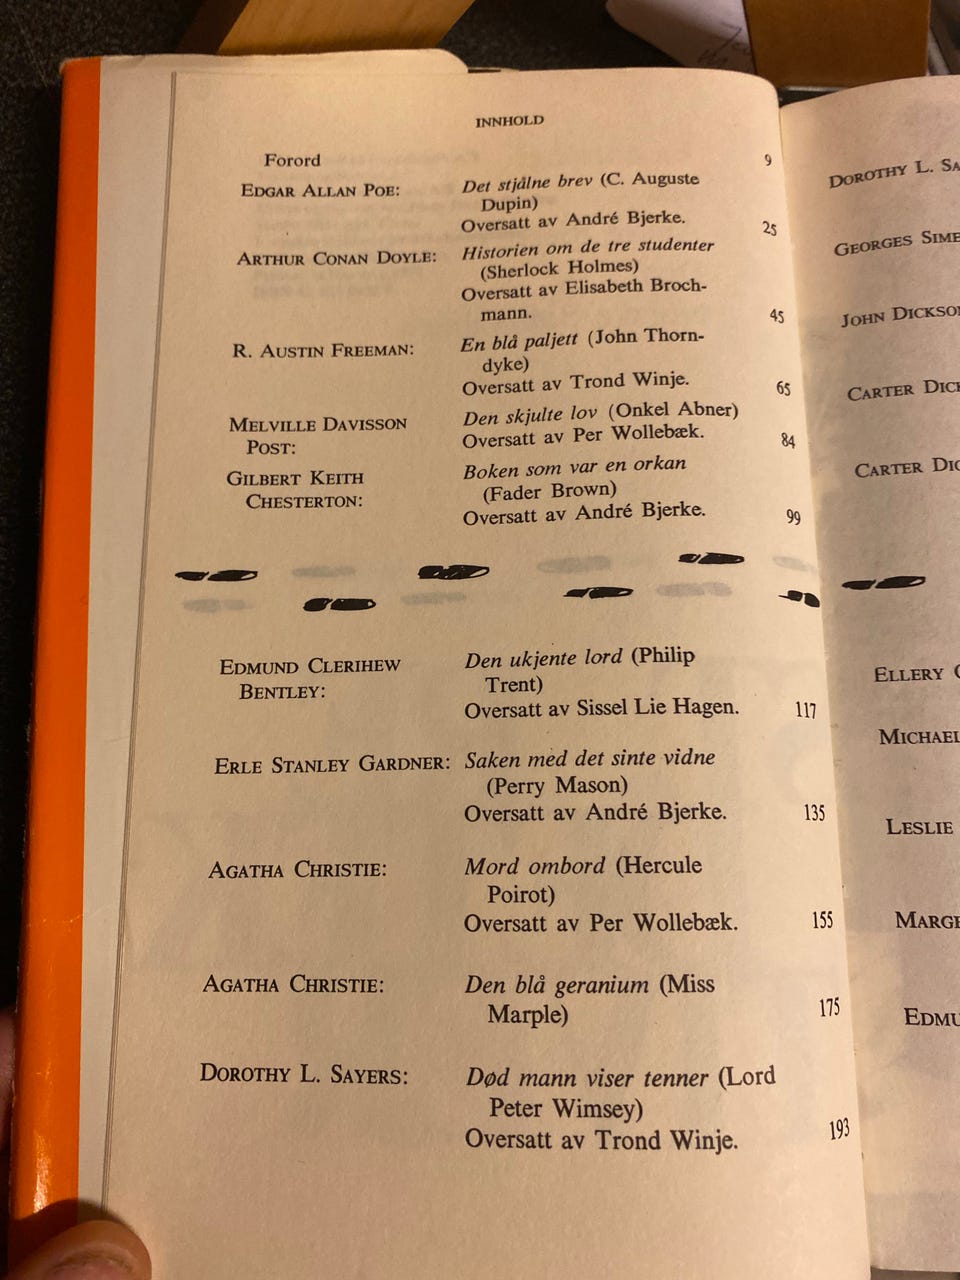 INNHOLD
Forord 9
EDGAR ALLAN POE: Det stjålne brev (C. Auguste
Dupin)
Oversatt av André Bjerke. 25
ARTHUR CONAN DOYLE: Historien om de tre studenter
(Sherlock Holmes)
Oversatt av Elisabeth Broch-
mann. 45
R. AUSTIN FREEMAN: En blå paljett (John Thorn-
dyke)
Oversatt av Trond Winje. 65
MELVILLE DAVISSON Den skjulte lov (Onkel Abner)
POST: Oversatt av Per Wollebæk. 84
GILBERT KEITH Boken som var en orkan
CHESTERTON: (Fader Brown)
Oversatt av André Bjerke. 99
EDMUND CLERIHEW Den ukjente lord (Philip
BENTLEY: Trent)
Oversatt av Sissel Lie Hagen. 117
ERLE STANLEY GARDNER: Saken med det sinte vidne
(Perry Mason)
Oversatt av André Bjerke. 135
AGATHA CHRISTIE: Mord ombord (Hercule
Poirot)
Oversatt av Per Wollebæk. 155
AGATHA CHRISTIE: Den blå geranium (Miss
Marple) 175
DOROTHY L. SAYERS: Død mann viser tenner (Lord
Peter Wimsey)
Oversatt av Trond Winje. 193
DOROTHY L. SA
GEORGES SIME
JOHN DICKSO
CARTER DICK
CARTER DIC
ELLERY
MICHAEL
LESLIE
MARGE
EDMU